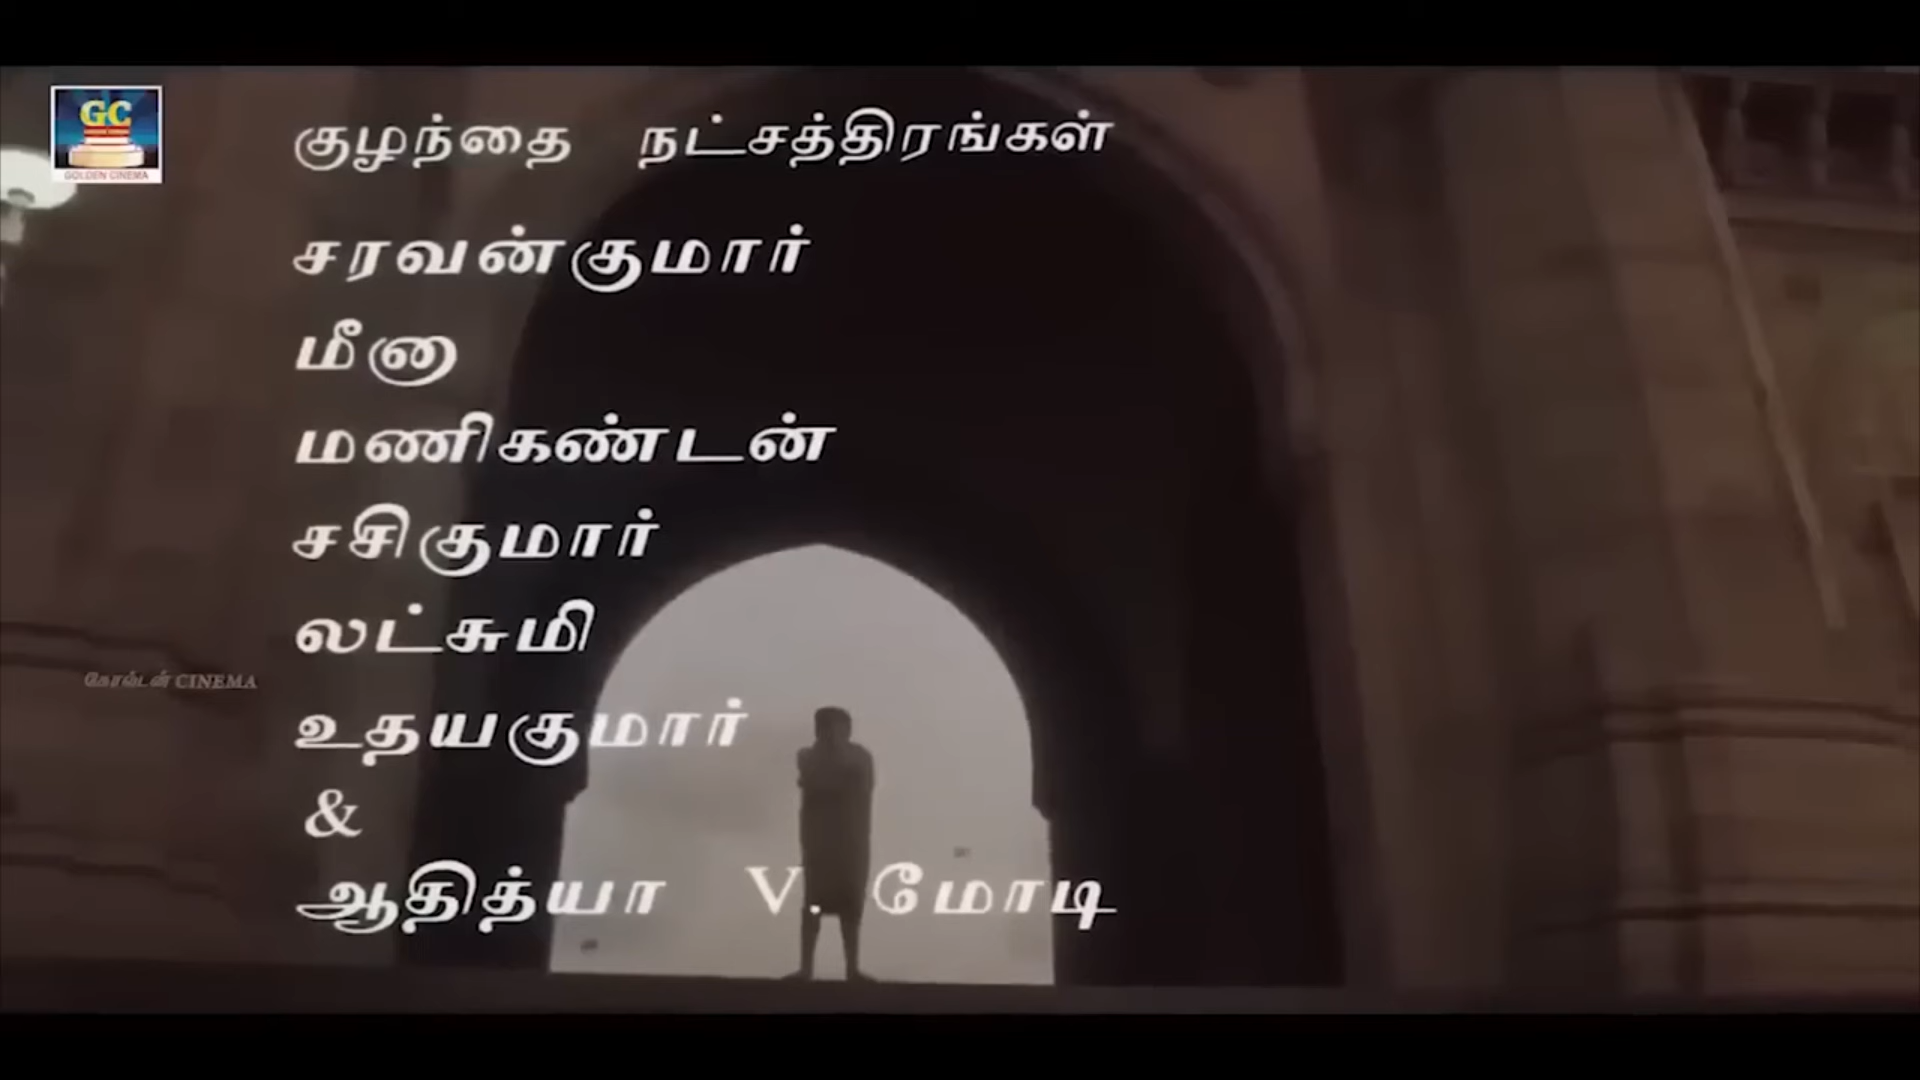 GC
GOLDEN CINEMA
குழந்தை நட்சத்திரங்கள்
சரவன்குமார்
மீனா
மணிகண்டன்
சசிகுமார்
லட்சுமி
கோல்டன் CINEMA
உதயகுமார்
&
ஆதித்யா V. மோடி